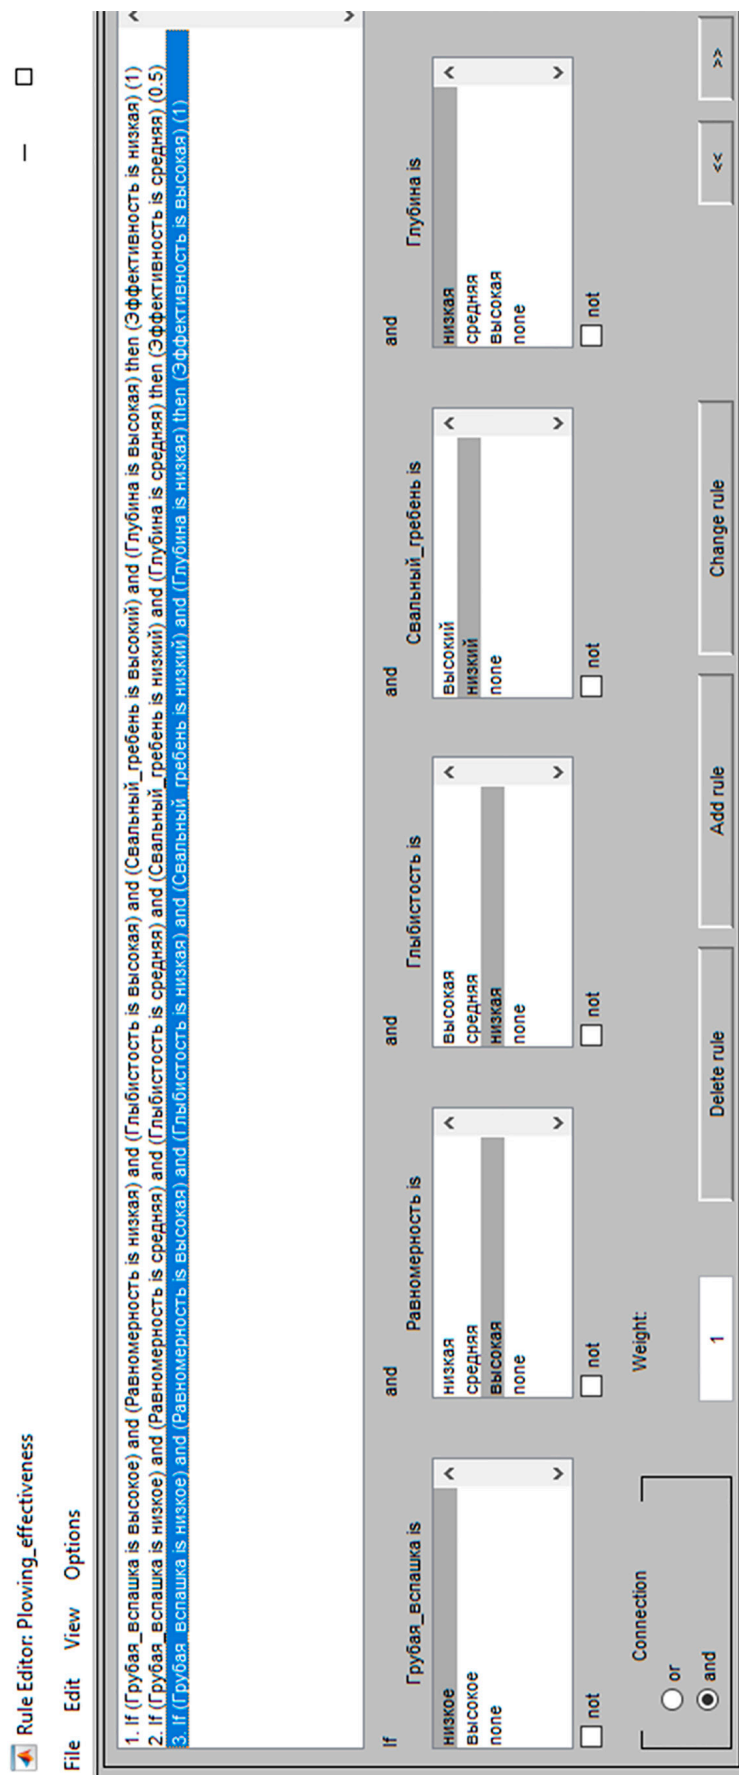 Rule Editor: Plowing_effectiveness
File Edit View Options
1. If (Грубая_вспашка is высокое) and (Равномерность is низкая) and (Глыбистость is высокая) and (Свальный_гребень is высокий) and (Глубина is высокая) then (Эффективность is низкая) (1)
2. If (Грубая_вспашка is низкое) and (Равномерность is средняя) and (Глыбистость is средняя) and (Свальный_гребень is низкий) and (Глубина is средняя) then (Эффективность is средняя) (0.5)
3. If (Грубая_вспашка is низкое) and (Равномерность is высокая) and (Глыбистость is низкая) and (Свальный_гребень is низкий) and (Глубина is низкая) then (Эффективность is высокая) (1)
If and and and and
Грубая_вспашка is Равномерность is Глыбистость is Свальный_гребень is Глубина is
низкое низкая высокая высокий низкая
высокое средняя средняя низкий средняя
none высокая низкая none высокая
none none none
not not not not not
Connection Weight:
or
and 1 Delete rule Add rule Change rule << >>